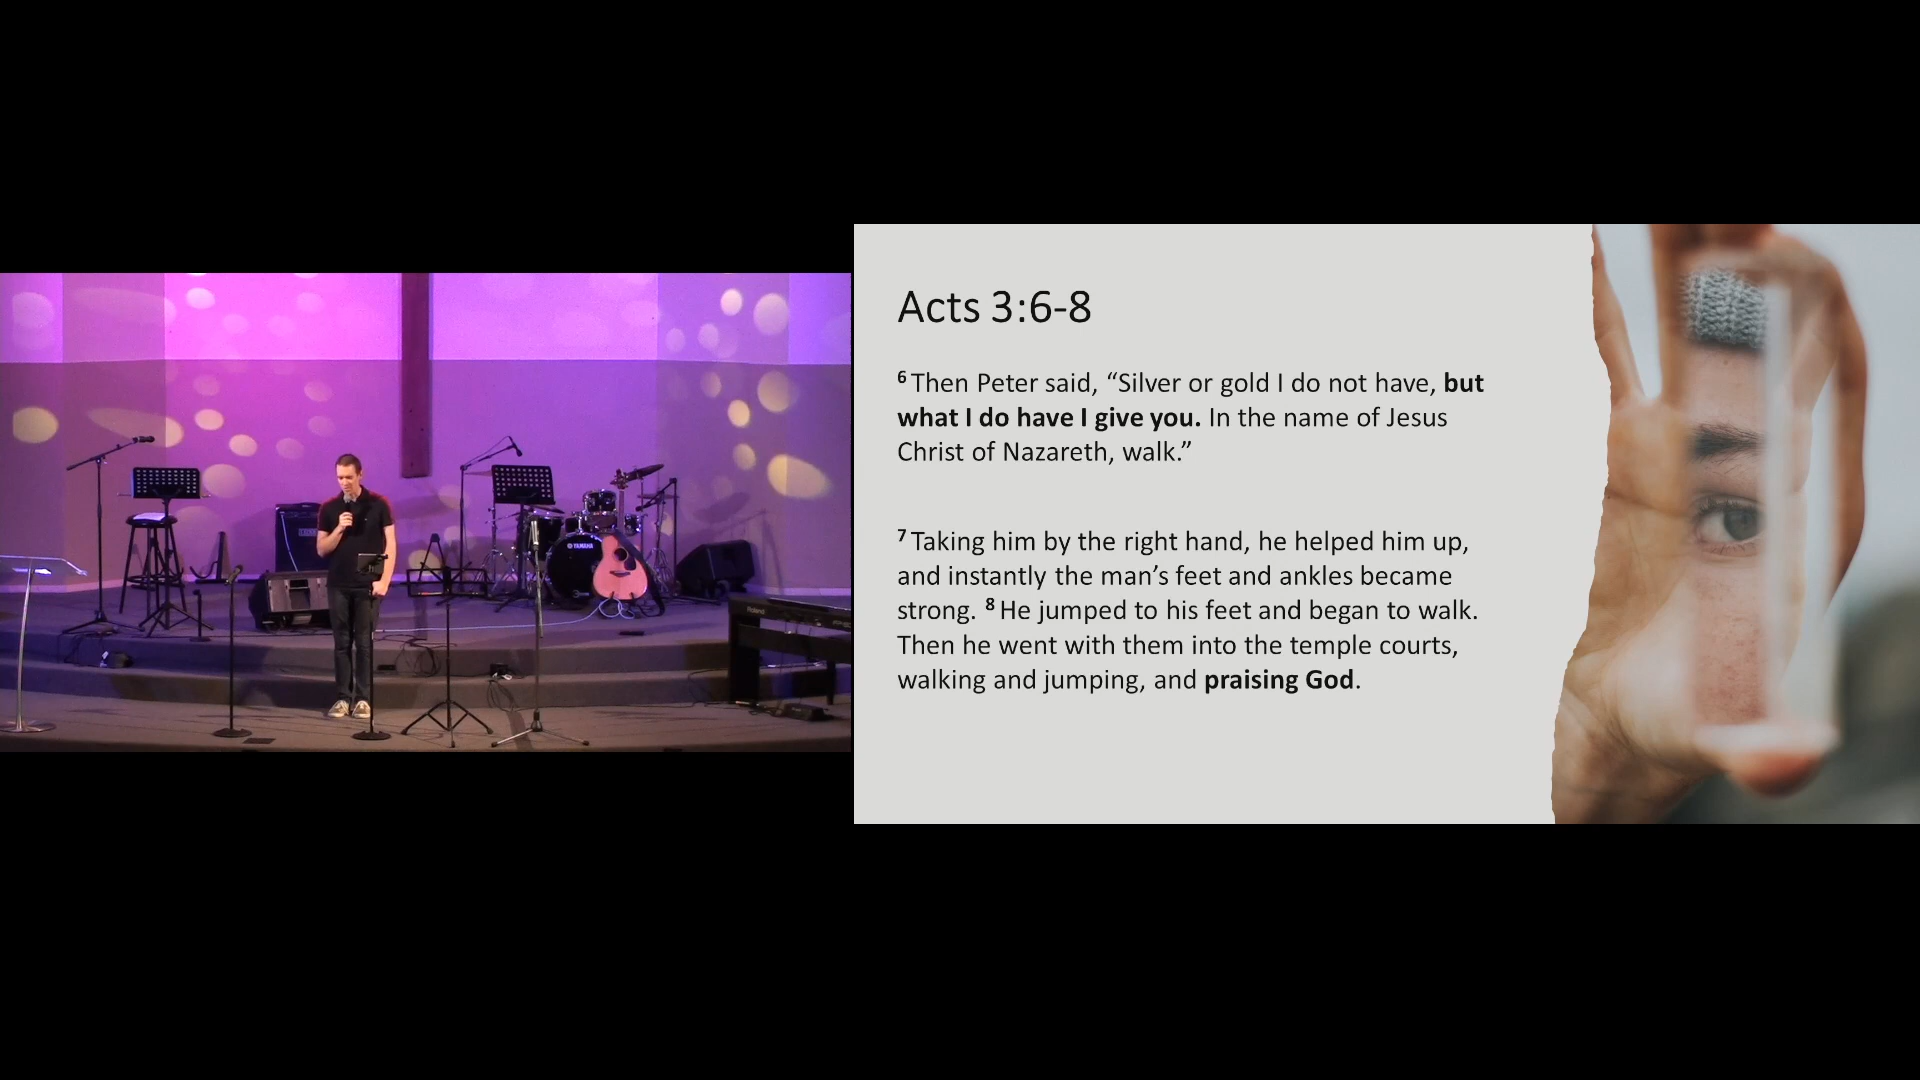 Acts 3:6-8
6 Then Peter said, “Silver or gold I do not have, but
what I do have I give you. In the name of Jesus
Christ of Nazareth, walk.”
7 Taking him by the right hand, he helped him up,
and instantly the man’s feet and ankles became
strong. 8 He jumped to his feet and began to walk.
Then he went with them into the temple courts,
walking and jumping, and praising God.
YAMAHA
Roland